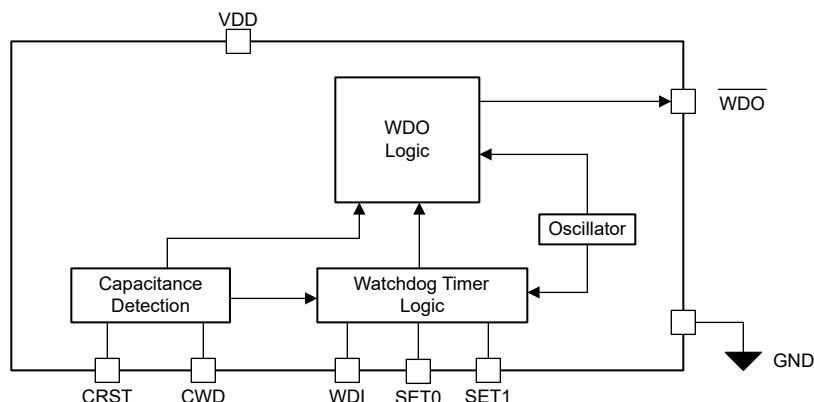 VDD
WDO
WDO
Logic
Oscillator
Capacitance
Detection
Watchdog Timer
Logic
GND
CRST CWD WDI SET0 SET1